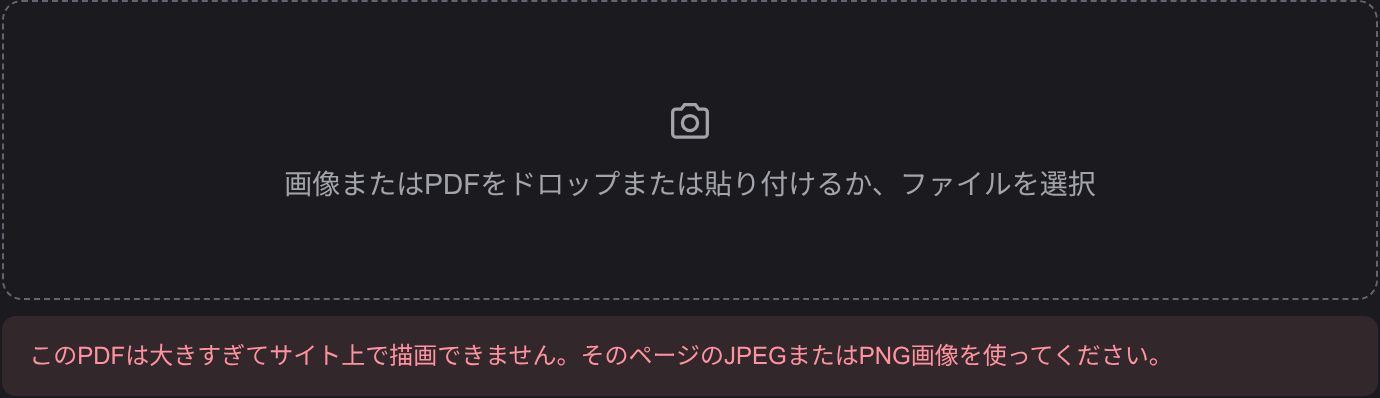 画像またはPDFをドロップまたは貼り付けるか、ファイルを選択
このPDFは大きすぎてサイト上で描画できません。そのページのJPEGまたはPNG画像を使ってください。